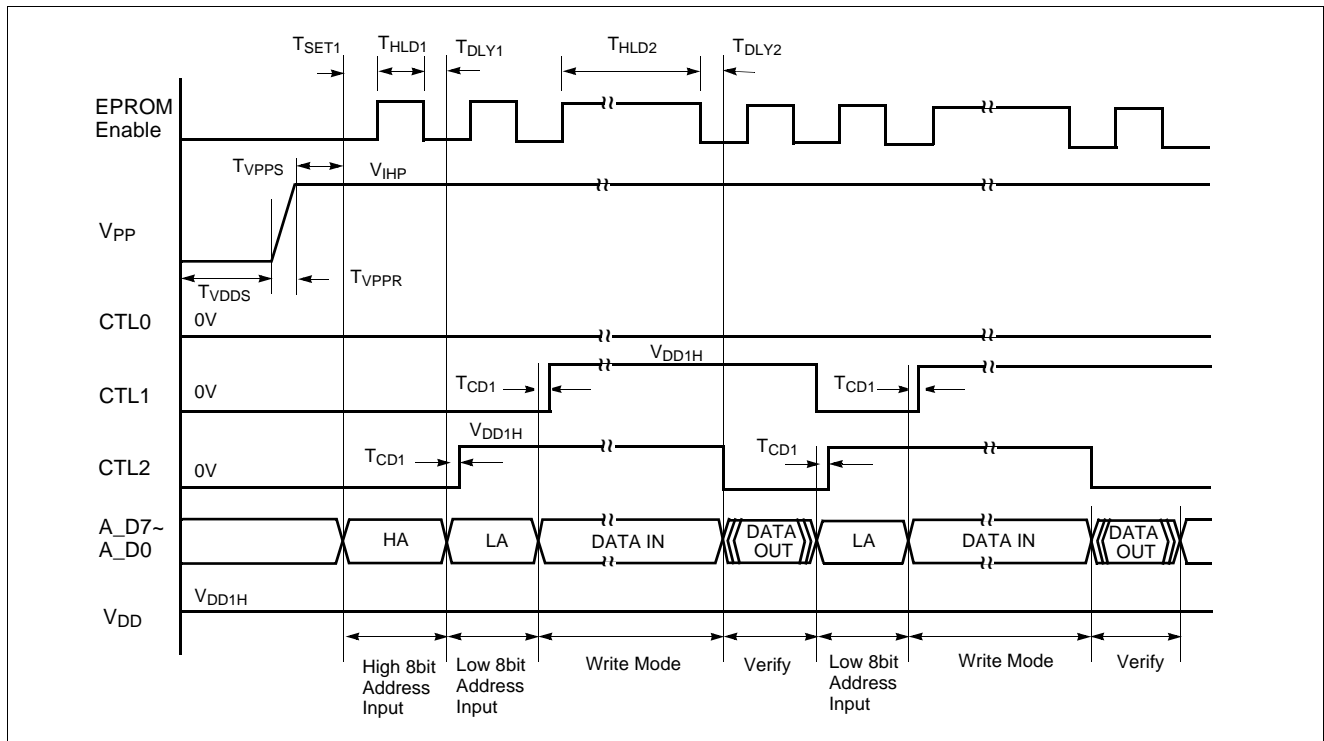 TSET1 THLD1 TDLY1 THLD2 TDLY2
EPROM
Enable
TVPPS VIHP
VPP
TVDDS TVPPR
CTL0 0V
VDD1H
CTL1 0V TCD1 TCD1
VDD1H
CTL2 0V TCD1 TCD1
A_D7~
A_D0
HA LA DATA IN DATA
OUT LA DATA IN DATA
OUT
VDD1H
VDD
High 8bit
Address
Input
Low 8bit
Address
Input
Write Mode
Verify
Low 8bit
Address
Input
Write Mode
Verify